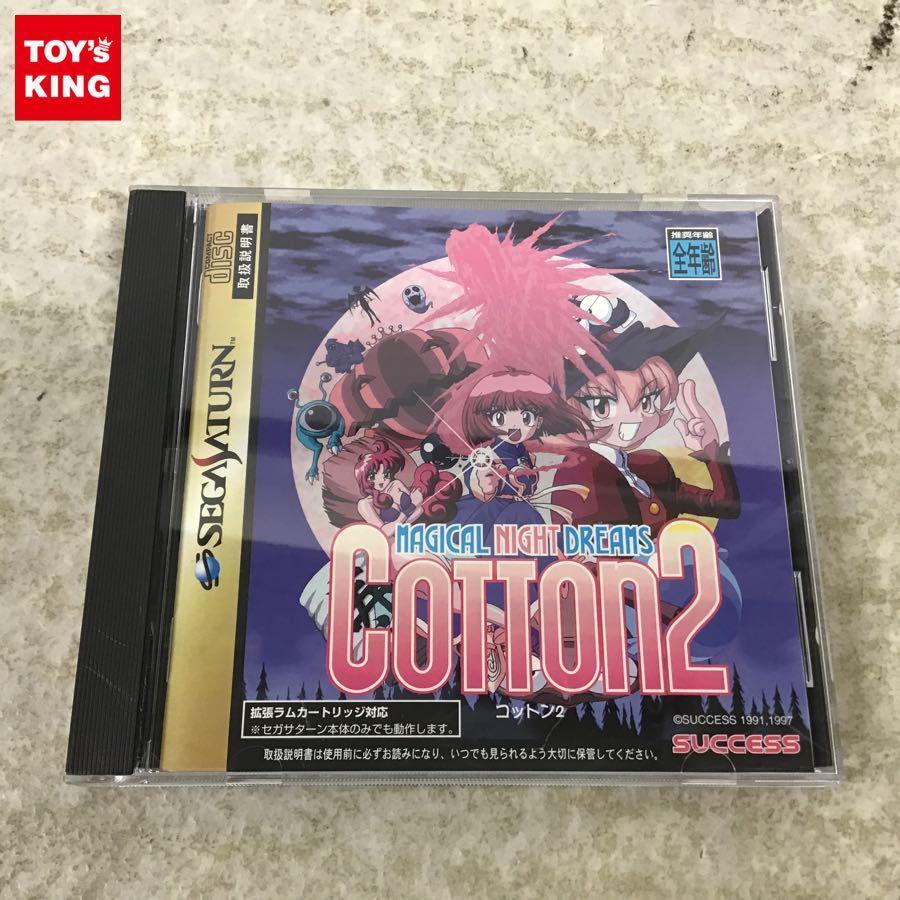 TOY's
KING
COMPACT
disc
取扱説明書
SEGA SATURN™
推奨年齢
全年齢
MAGICAL NIGHT DREAMS
COTTON2
コットン2
拡張ラムカートリッジ対応
※セガサターン本体のみでも動作します。
©SUCCESS 1991,1997
SUCCESS
取扱説明書は使用前に必ずお読みになり、いつでも見られるよう大切に保管してください。